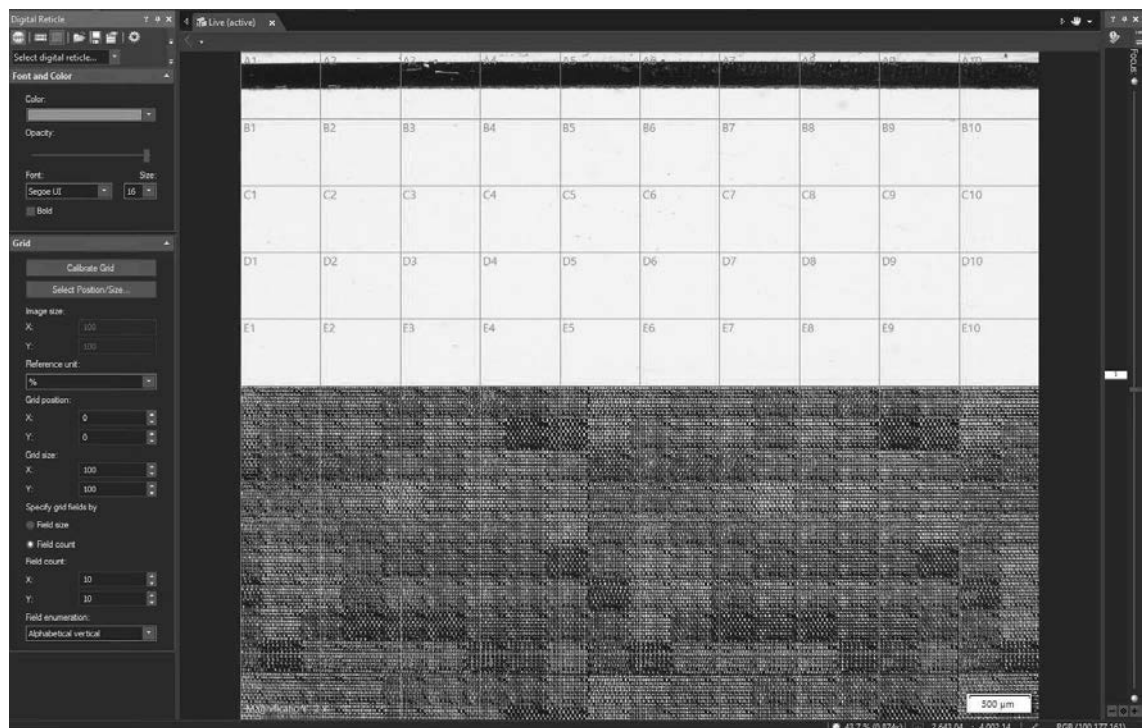 Digital Reticle
Live (active)
Select digital reticle...
Font and Color
Color:
Opacity:
Font: Size:
Segoe UI 16
Bold
Grid
Calibrate Grid
Select Position/Size...
Image size:
X: 100
Y: 100
Reference unit:
%
Grid position:
X: 0
Y: 0
Grid size:
X: 100
Y: 100
Specify grid fields by
Field size
Field count
Field count:
X: 10
Y: 10
Field enumeration:
Alphabetical vertical
A1 A2 A3 A4 A5 A6 A7 A8 A9 A10
B1 B2 B3 B4 B5 B6 B7 B8 B9 B10
C1 C2 C3 C4 C5 C6 C7 C8 C9 C10
D1 D2 D3 D4 D5 D6 D7 D8 D9 D10
E1 E2 E3 E4 E5 E6 E7 E8 E9 E10
500 µm
Focus
1